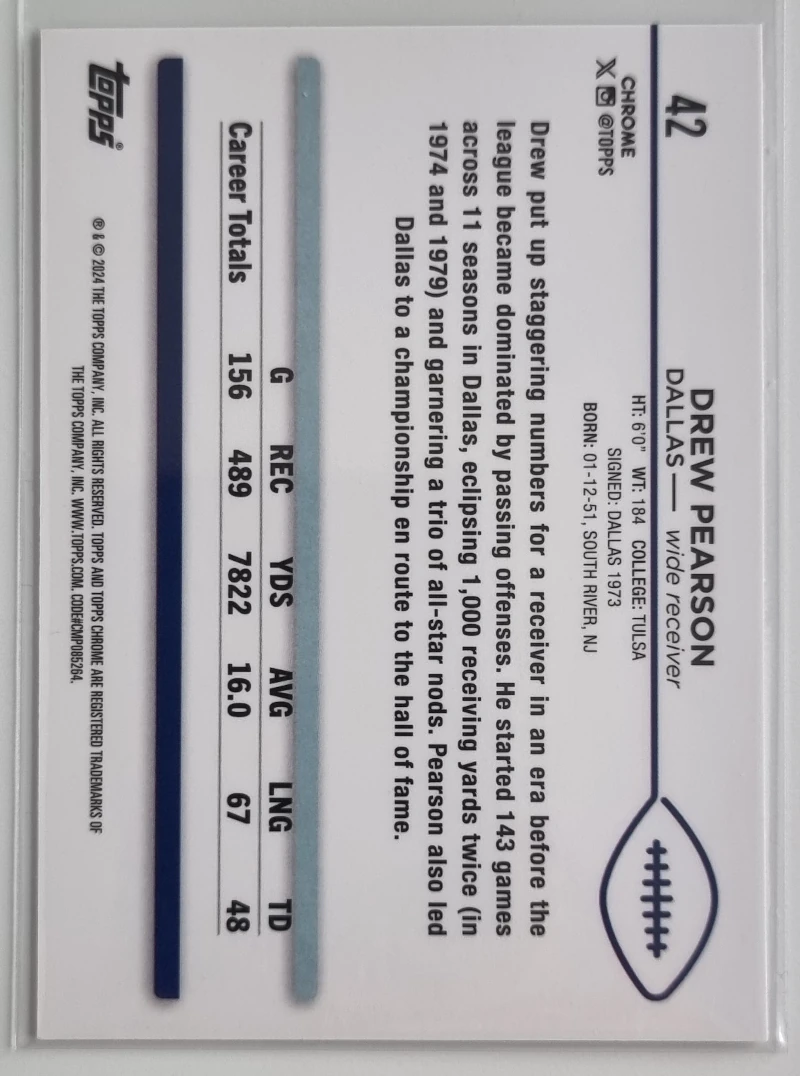 42
DREW PEARSON
DALLAS — wide receiver
CHROME
X @TOPPS
HT: 6'0" WT: 184 COLLEGE: TULSA
SIGNED: DALLAS 1973
BORN: 01-12-51, SOUTH RIVER, NJ
Drew put up staggering numbers for a receiver in an era before the
league became dominated by passing offenses. He started 143 games
across 11 seasons in Dallas, eclipsing 1,000 receiving yards twice (in
1974 and 1979) and garnering a trio of all-star nods. Pearson also led
Dallas to a championship en route to the hall of fame.
G REC YDS AVG LNG TD
Career Totals 156 489 7822 16.0 67 48
topps®
® & © 2024 THE TOPPS COMPANY, INC. ALL RIGHTS RESERVED. TOPPS AND TOPPS CHROME ARE REGISTERED TRADEMARKS OF
THE TOPPS COMPANY, INC. WWW.TOPPS.COM. CODE#CMP085264.